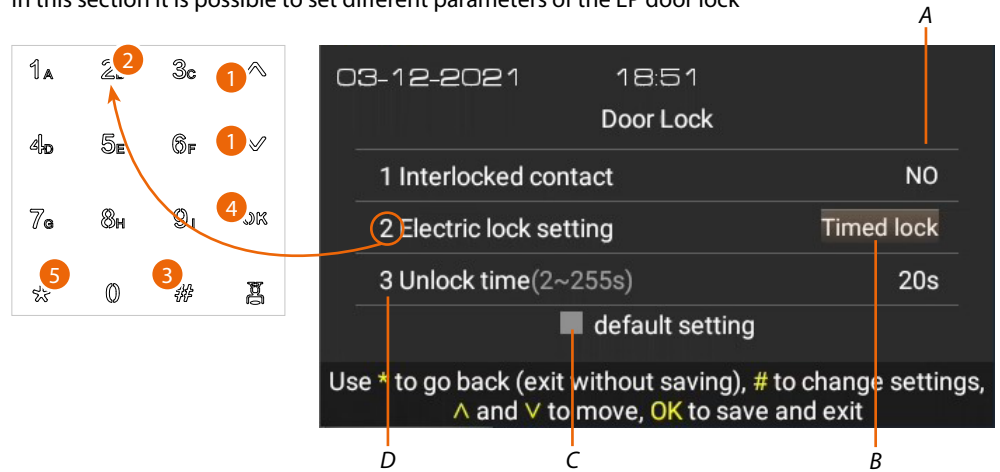 In this section it is possible to set different parameters of the EP door lock
A
1A 2 3C 1
4D 5E 6F 1
7G 8H 9I 4 OK
5 0 3 #
03-12-2021 18:51
Door Lock
1 Interlocked contact NO
2 Electric lock setting Timed lock
3 Unlock time(2~255s) 20s
default setting
Use * to go back (exit without saving), # to change settings,
^ and v to move, OK to save and exit
D C B